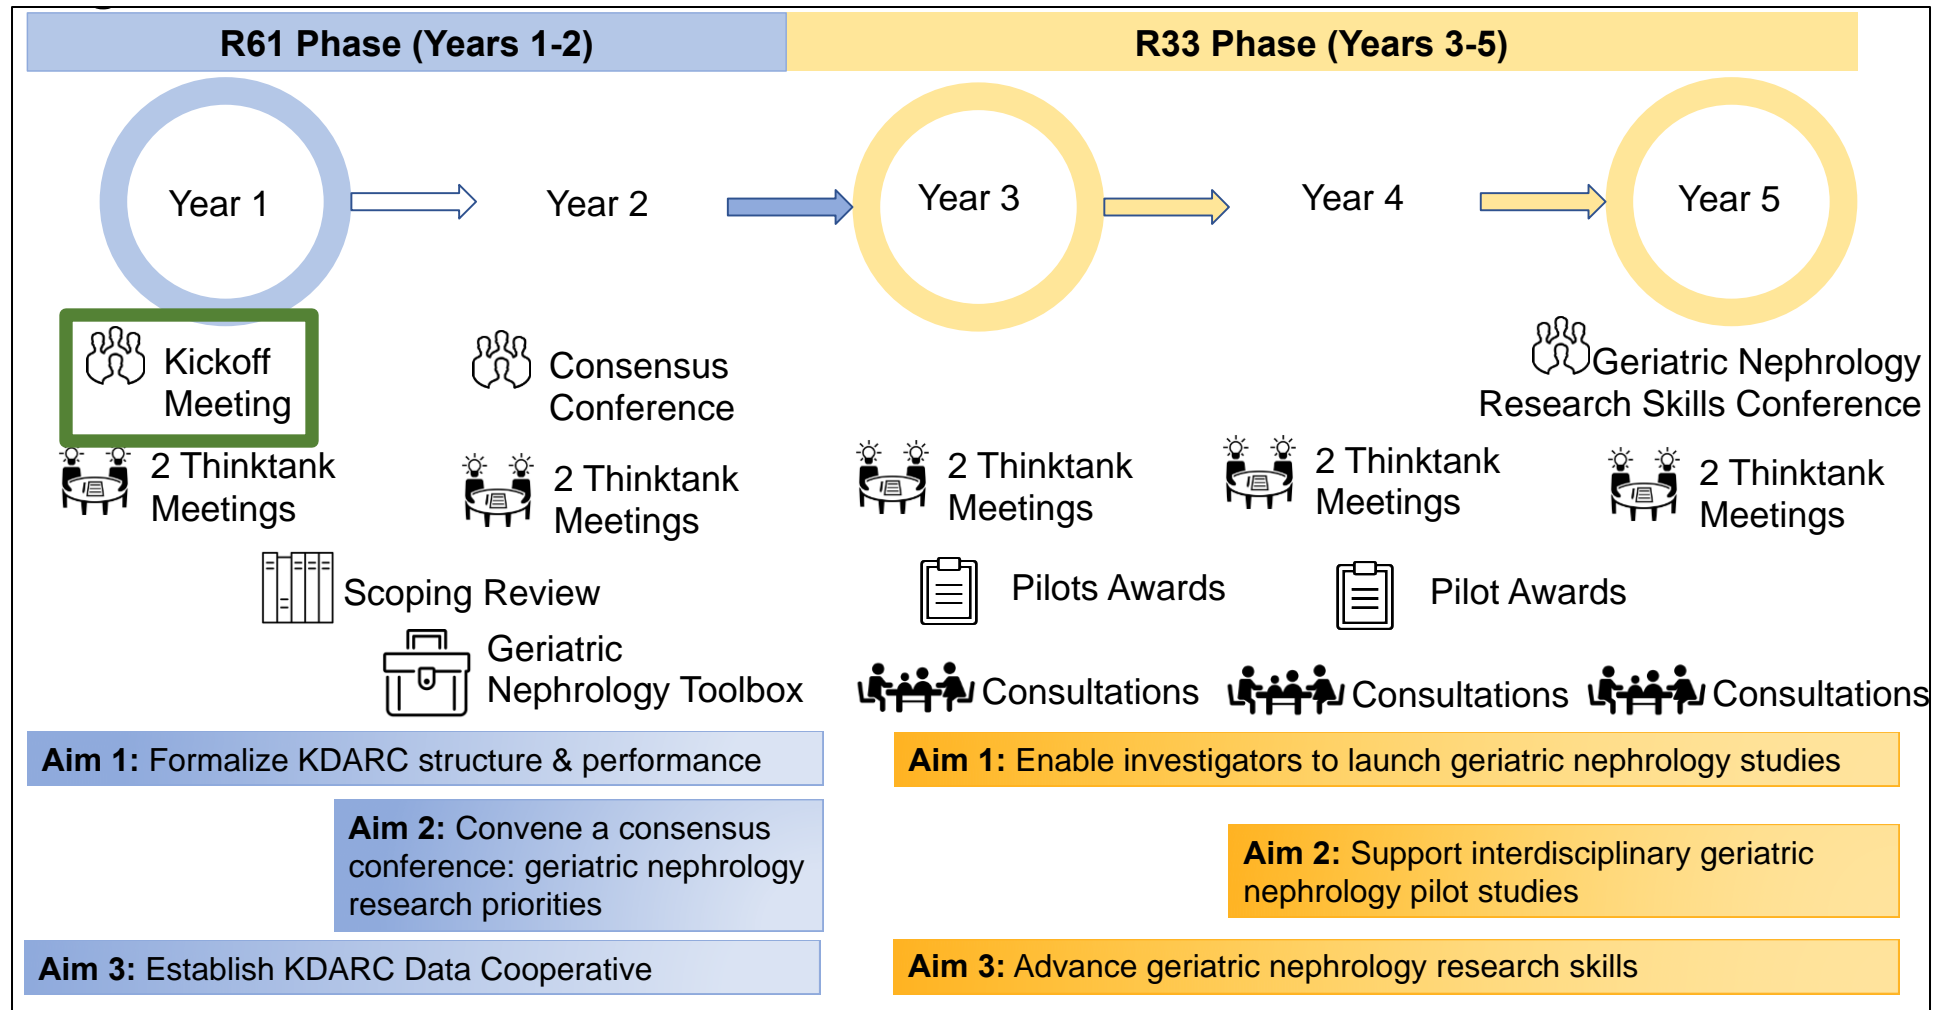 R61 Phase (Years 1-2)
R33 Phase (Years 3-5)
Year 1
Year 2
Year 3
Year 4
Year 5
Kickoff
Meeting
Consensus
Conference
Geriatric Nephrology
Research Skills Conference
2 Thinktank
Meetings
2 Thinktank
Meetings
2 Thinktank
Meetings
2 Thinktank
Meetings
2 Thinktank
Meetings
Scoping Review
Pilots Awards
Pilot Awards
Geriatric
Nephrology Toolbox
Consultations
Consultations
Consultations
Aim 1: Formalize KDARC structure & performance
Aim 2: Convene a consensus
conference: geriatric nephrology
research priorities
Aim 3: Establish KDARC Data Cooperative
Aim 1: Enable investigators to launch geriatric nephrology studies
Aim 2: Support interdisciplinary geriatric
nephrology pilot studies
Aim 3: Advance geriatric nephrology research skills